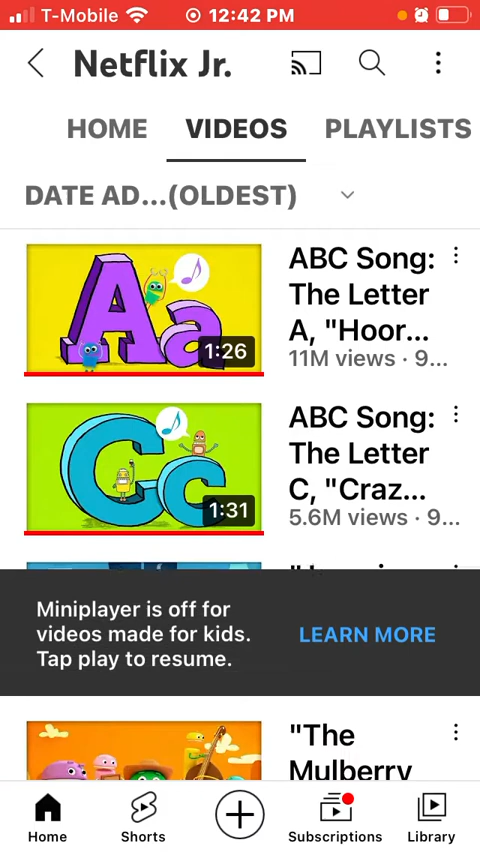 T-Mobile 12:42 PM
Netflix Jr.
HOME VIDEOS PLAYLISTS
DATE AD...(OLDEST)
Aa
1:26
ABC Song:
The Letter
A, "Hoor...
11M views · 9...
Cc
1:31
ABC Song:
The Letter
C, "Craz...
5.6M views · 9...
Miniplayer is off for
videos made for kids.
Tap play to resume.
LEARN MORE
"The
Mulberry
Home Shorts Subscriptions Library